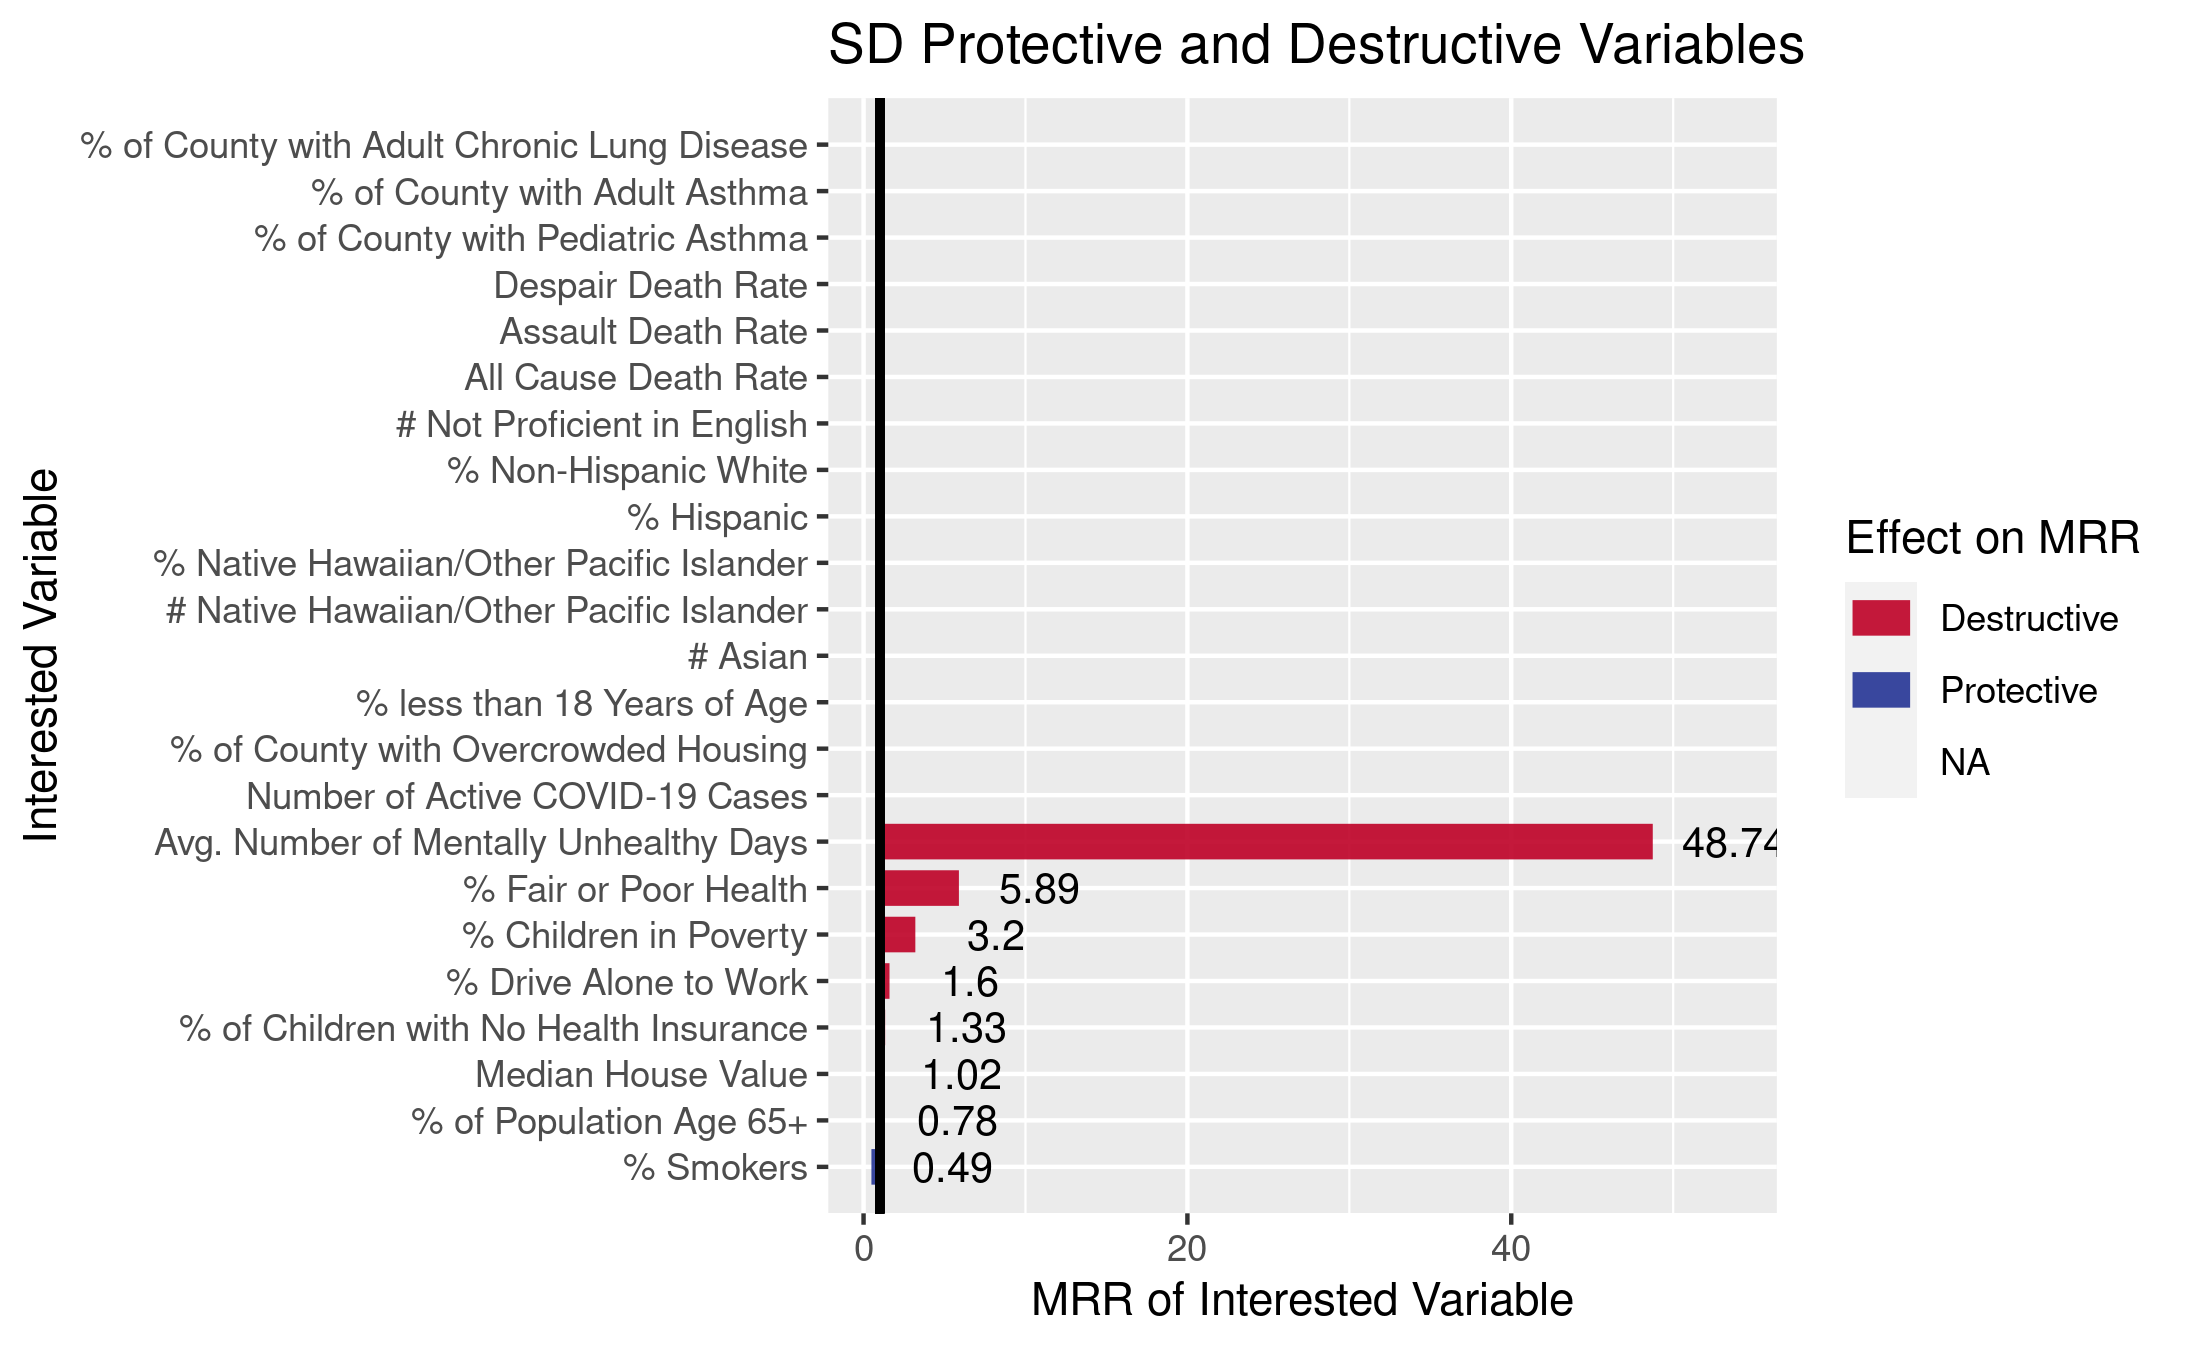 SD Protective and Destructive Variables
Interested Variable
% of County with Adult Chronic Lung Disease
% of County with Adult Asthma
% of County with Pediatric Asthma
Despair Death Rate
Assault Death Rate
All Cause Death Rate
# Not Proficient in English
% Non-Hispanic White
% Hispanic
% Native Hawaiian/Other Pacific Islander
# Native Hawaiian/Other Pacific Islander
# Asian
% less than 18 Years of Age
% of County with Overcrowded Housing
Number of Active COVID-19 Cases
Avg. Number of Mentally Unhealthy Days 48.74
% Fair or Poor Health 5.89
% Children in Poverty 3.2
% Drive Alone to Work 1.6
% of Children with No Health Insurance 1.33
Median House Value 1.02
% of Population Age 65+ 0.78
% Smokers 0.49
0 20 40
MRR of Interested Variable
Effect on MRR
Destructive
Protective
NA